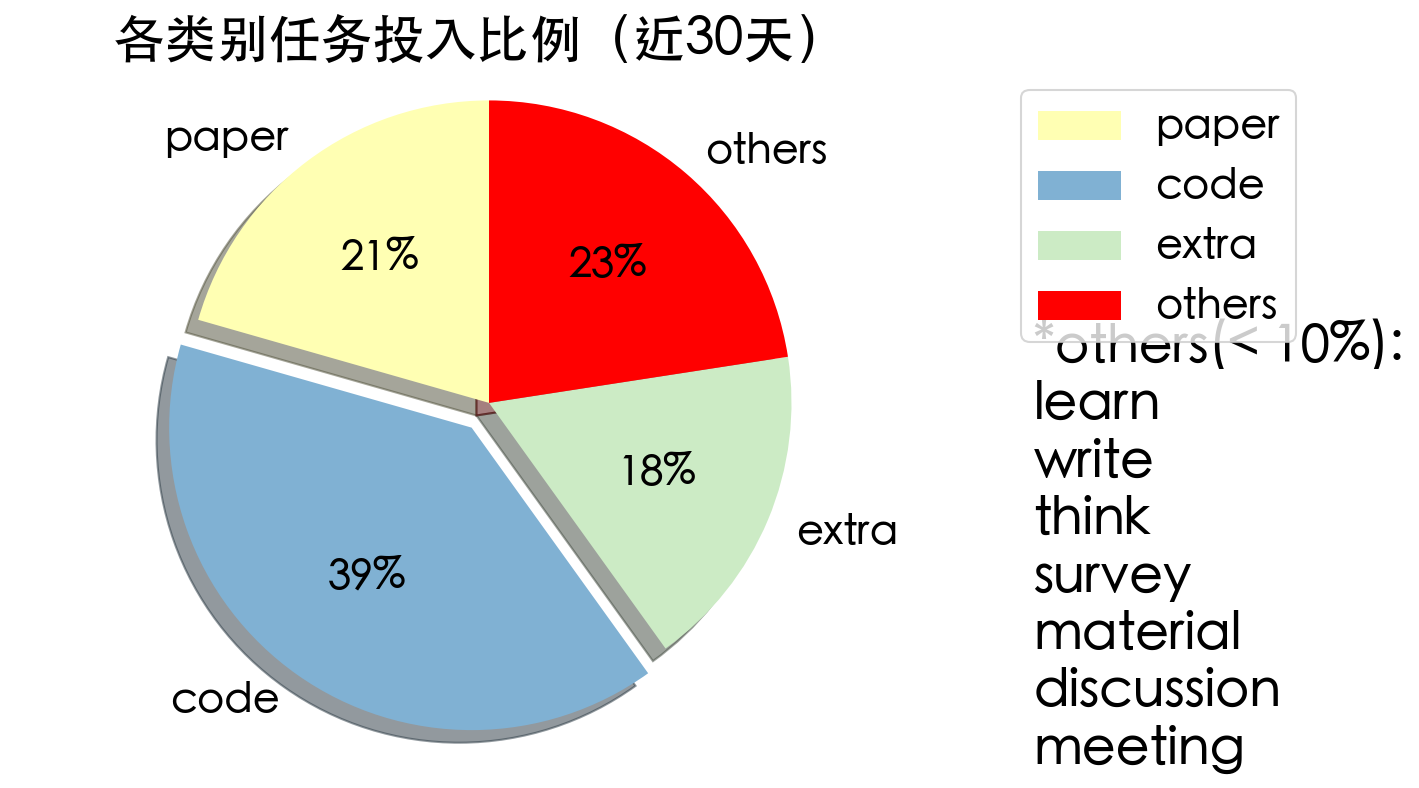 各类别任务投入比例（近30天）
paper
others
21%
23%
18%
39%
extra
code
paper
code
extra
others
*others(< 10%):
learn
write
think
survey
material
discussion
meeting